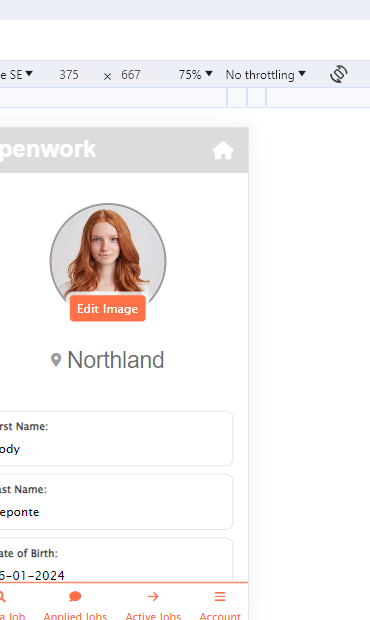 e SE 375 × 667 75% No throttling
penwork
Edit Image
Northland
rst Name:
ody
ast Name:
eponte
ate of Birth:
6-01-2024
a Job Applied Jobs Active Jobs Account